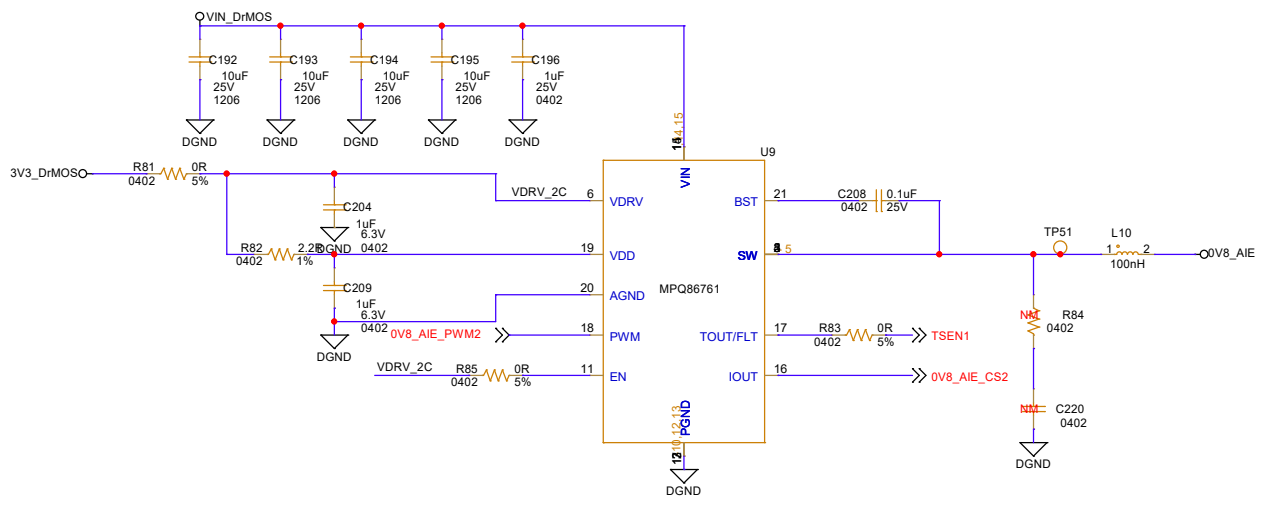 VIN_DrMOS
C192
10uF
25V
1206
C193
10uF
25V
1206
C194
10uF
25V
1206
C195
10uF
25V
1206
C196
1uF
25V
0402
DGND
DGND
DGND
DGND
DGND
3V3_DrMOS
R81
0402
0R
5%
VDRV_2C
C204
1uF
6.3V
0402
DGND
R82
0402
2.2R
1%
C209
1uF
6.3V
0402
DGND
0V8_AIE_PWM2
VDRV_2C
R85
0402
0R
5%
U9
MPQ86761
VIN
6
VDRV
19
VDD
20
AGND
18
PWM
11
EN
BST
21
SW
TOUT/FLT
17
IOUT
16
PGND
DGND
C208
0402
0.1uF
25V
TP51
L10
1
2
100nH
0V8_AIE
R83
0402
0R
5%
TSEN1
0V8_AIE_CS2
NM
R84
0402
NM
C220
0402
DGND